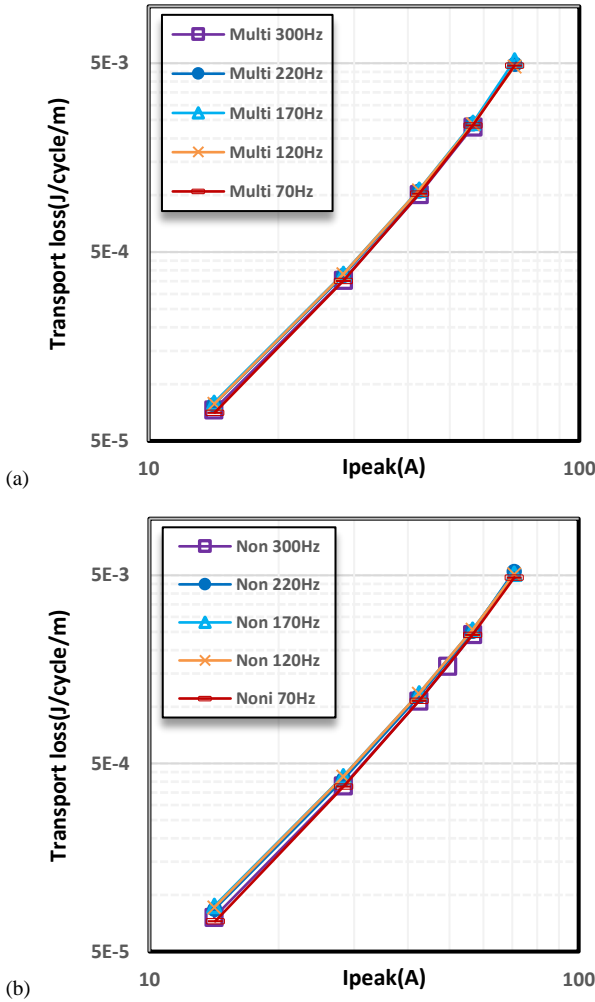 Multi 300Hz
Multi 220Hz
Multi 170Hz
Multi 120Hz
Multi 70Hz
Transport loss(J/cycle/m)
5E-3
5E-4
5E-5
10
Ipeak(A)
100
(a)
Non 300Hz
Non 220Hz
Non 170Hz
Non 120Hz
Noni 70Hz
Transport loss(J/cycle/m)
5E-3
5E-4
5E-5
10
Ipeak(A)
100
(b)